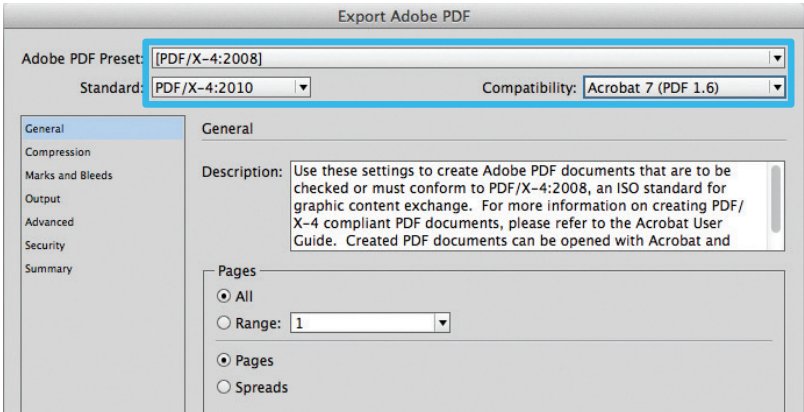 Export Adobe PDF
Adobe PDF Preset: [PDF/X-4:2008]
Standard: PDF/X-4:2010 Compatibility: Acrobat 7 (PDF 1.6)
General
Compression
Marks and Bleeds
Output
Advanced
Security
Summary
General
Description: Use these settings to create Adobe PDF documents that are to be
checked or must conform to PDF/X-4:2008, an ISO standard for
graphic content exchange. For more information on creating PDF/
X-4 compliant PDF documents, please refer to the Acrobat User
Guide. Created PDF documents can be opened with Acrobat and
Pages
All
Range: 1
Pages
Spreads